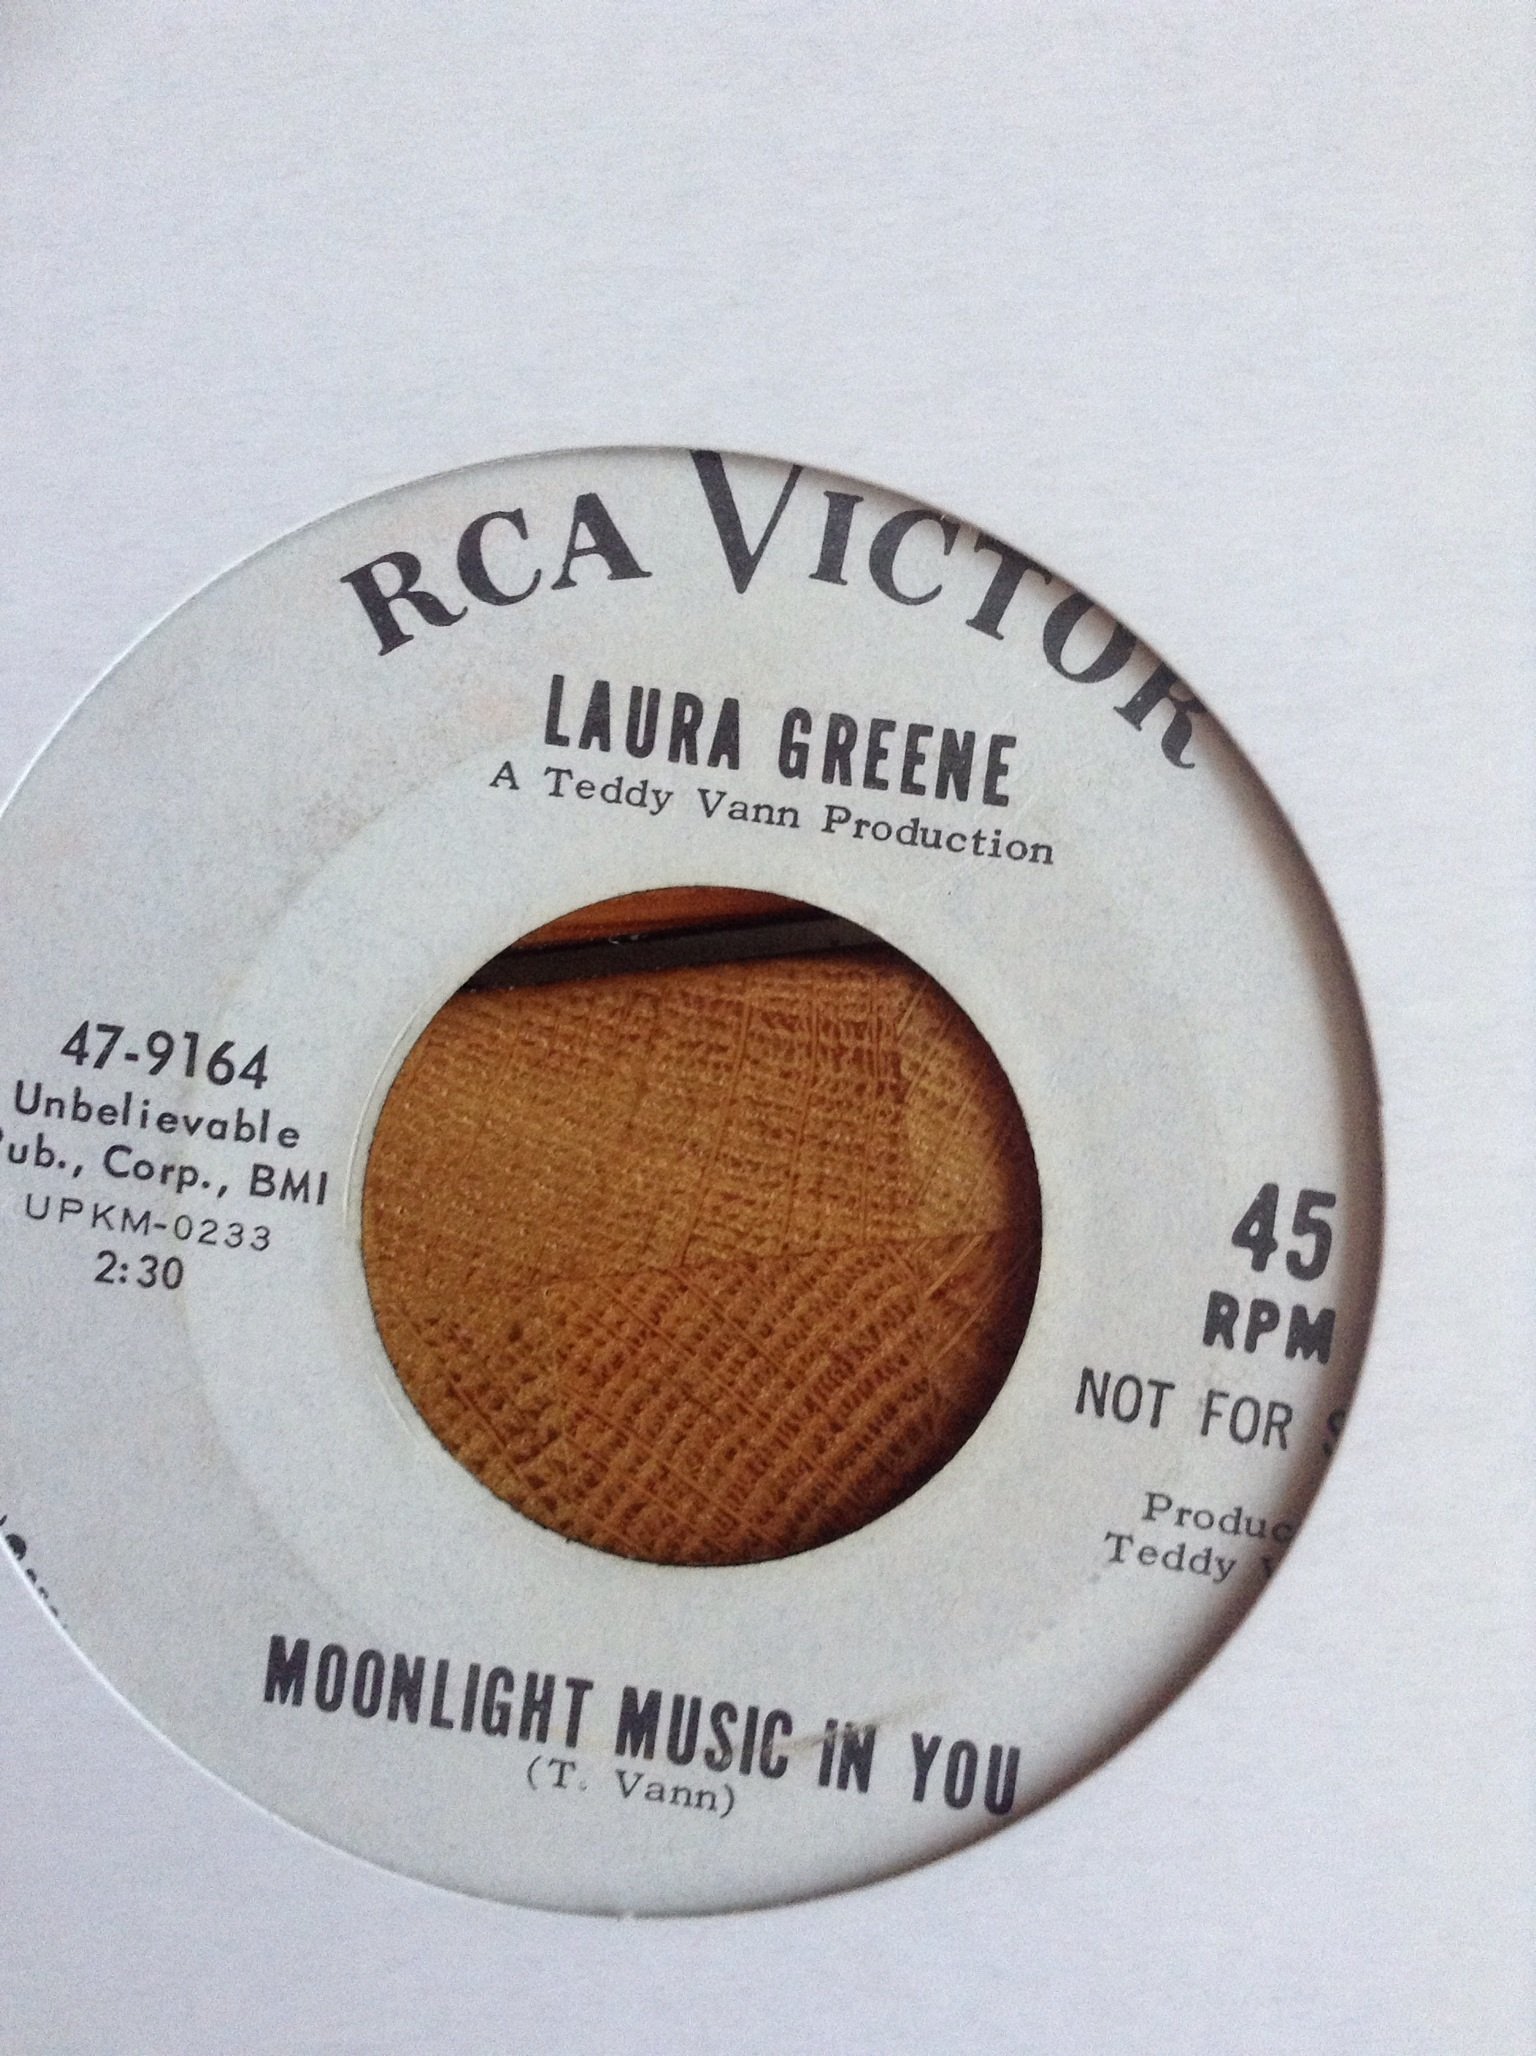 RCA VICTOR
LAURA GREENE
A Teddy Vann Production
47-9164
Unbelievable
Pub., Corp., BMI
UPKM-0233
2:30
45
RPM
NOT FOR
Teddy
MOONLIGHT MUSIC IN YOU
(T. Vann)